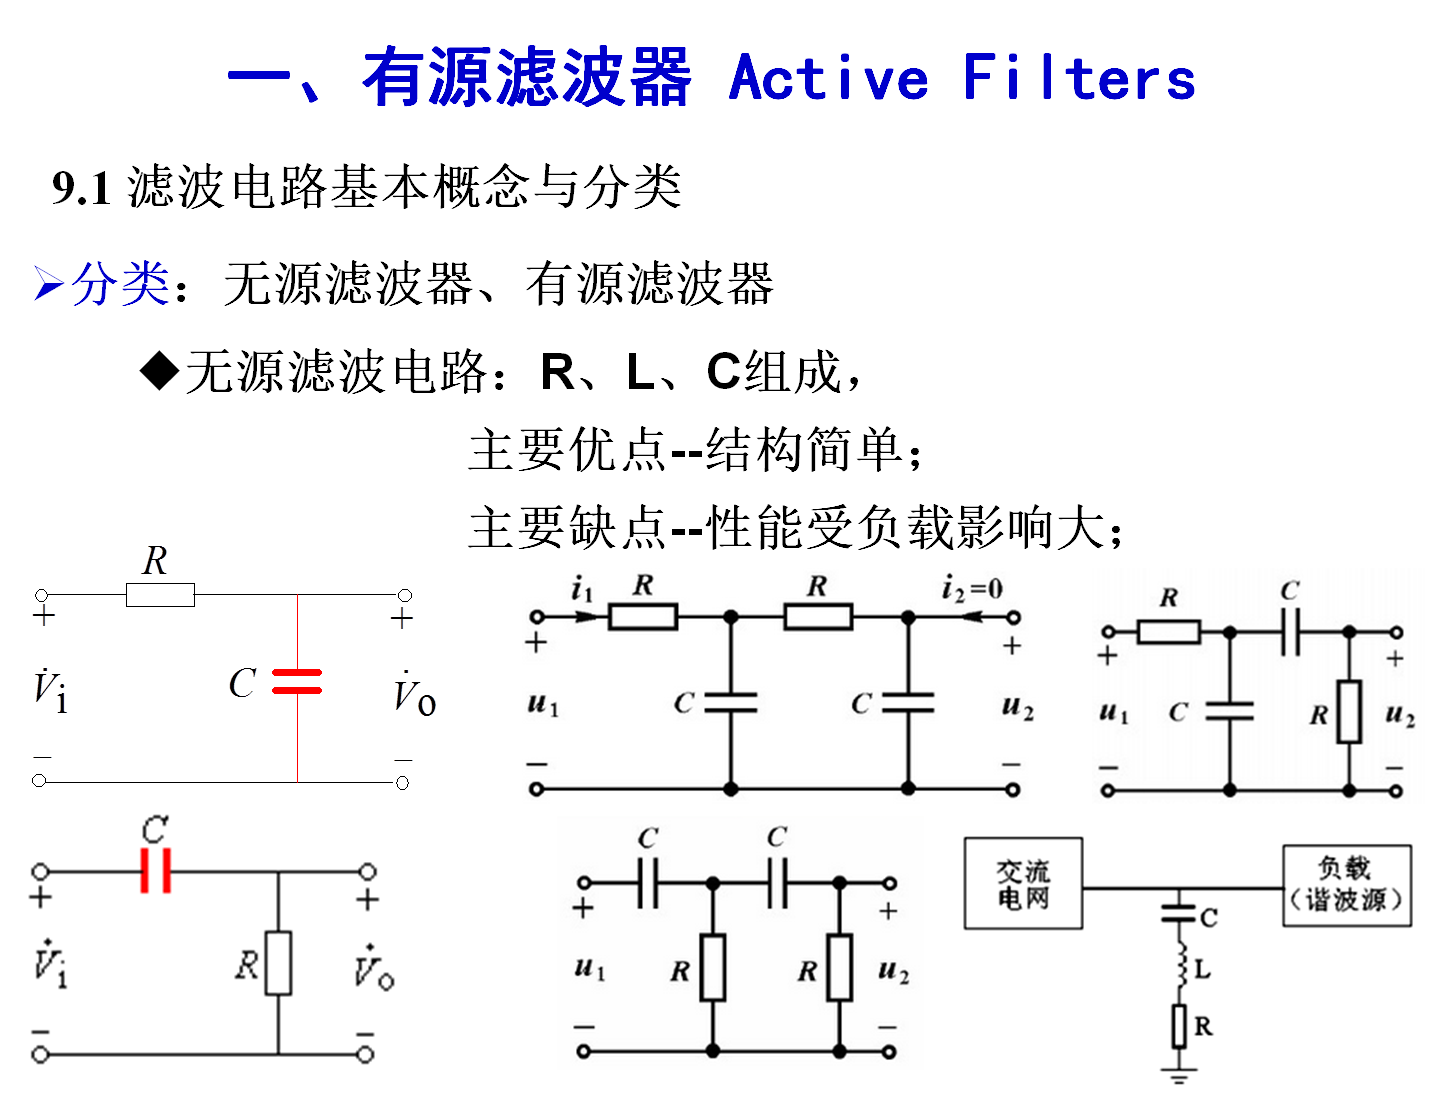 一、有源滤波器 Active Filters
9.1 滤波电路基本概念与分类
➢分类：无源滤波器、有源滤波器
◆无源滤波电路：R、L、C组成，
主要优点--结构简单；
主要缺点--性能受负载影响大；
R
+ +
V̇i C V̇o
− −
i1 R R i2=0
+ +
u1 C C u2
− −
R C
+ +
u1 C R u2
− −
C
+ +
V̇i R V̇o
− −
C C
+ +
u1 R R u2
− −
交流
电网
负载
（谐波源）
C
L
R